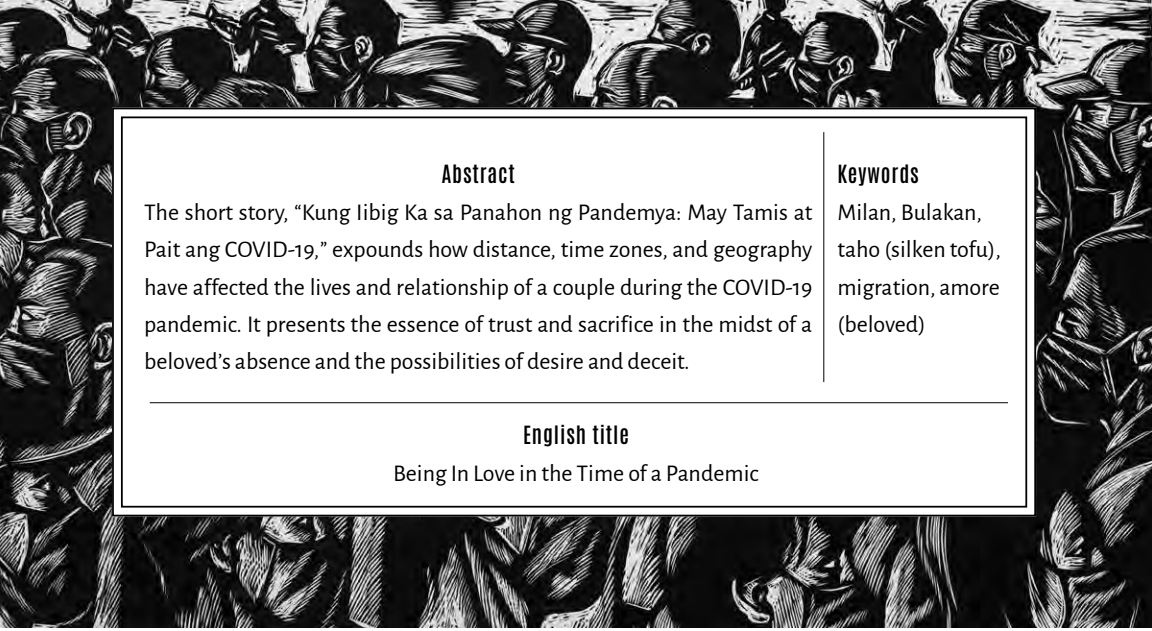 Abstract
The short story, “Kung Iibig Ka sa Panahon ng Pandemya: May Tamis at
Pait ang COVID-19,” expounds how distance, time zones, and geography
have affected the lives and relationship of a couple during the COVID-19
pandemic. It presents the essence of trust and sacrifice in the midst of a
beloved’s absence and the possibilities of desire and deceit.
Keywords
Milan, Bulakan,
taho (silken tofu),
migration, amore
(beloved)
English title
Being In Love in the Time of a Pandemic